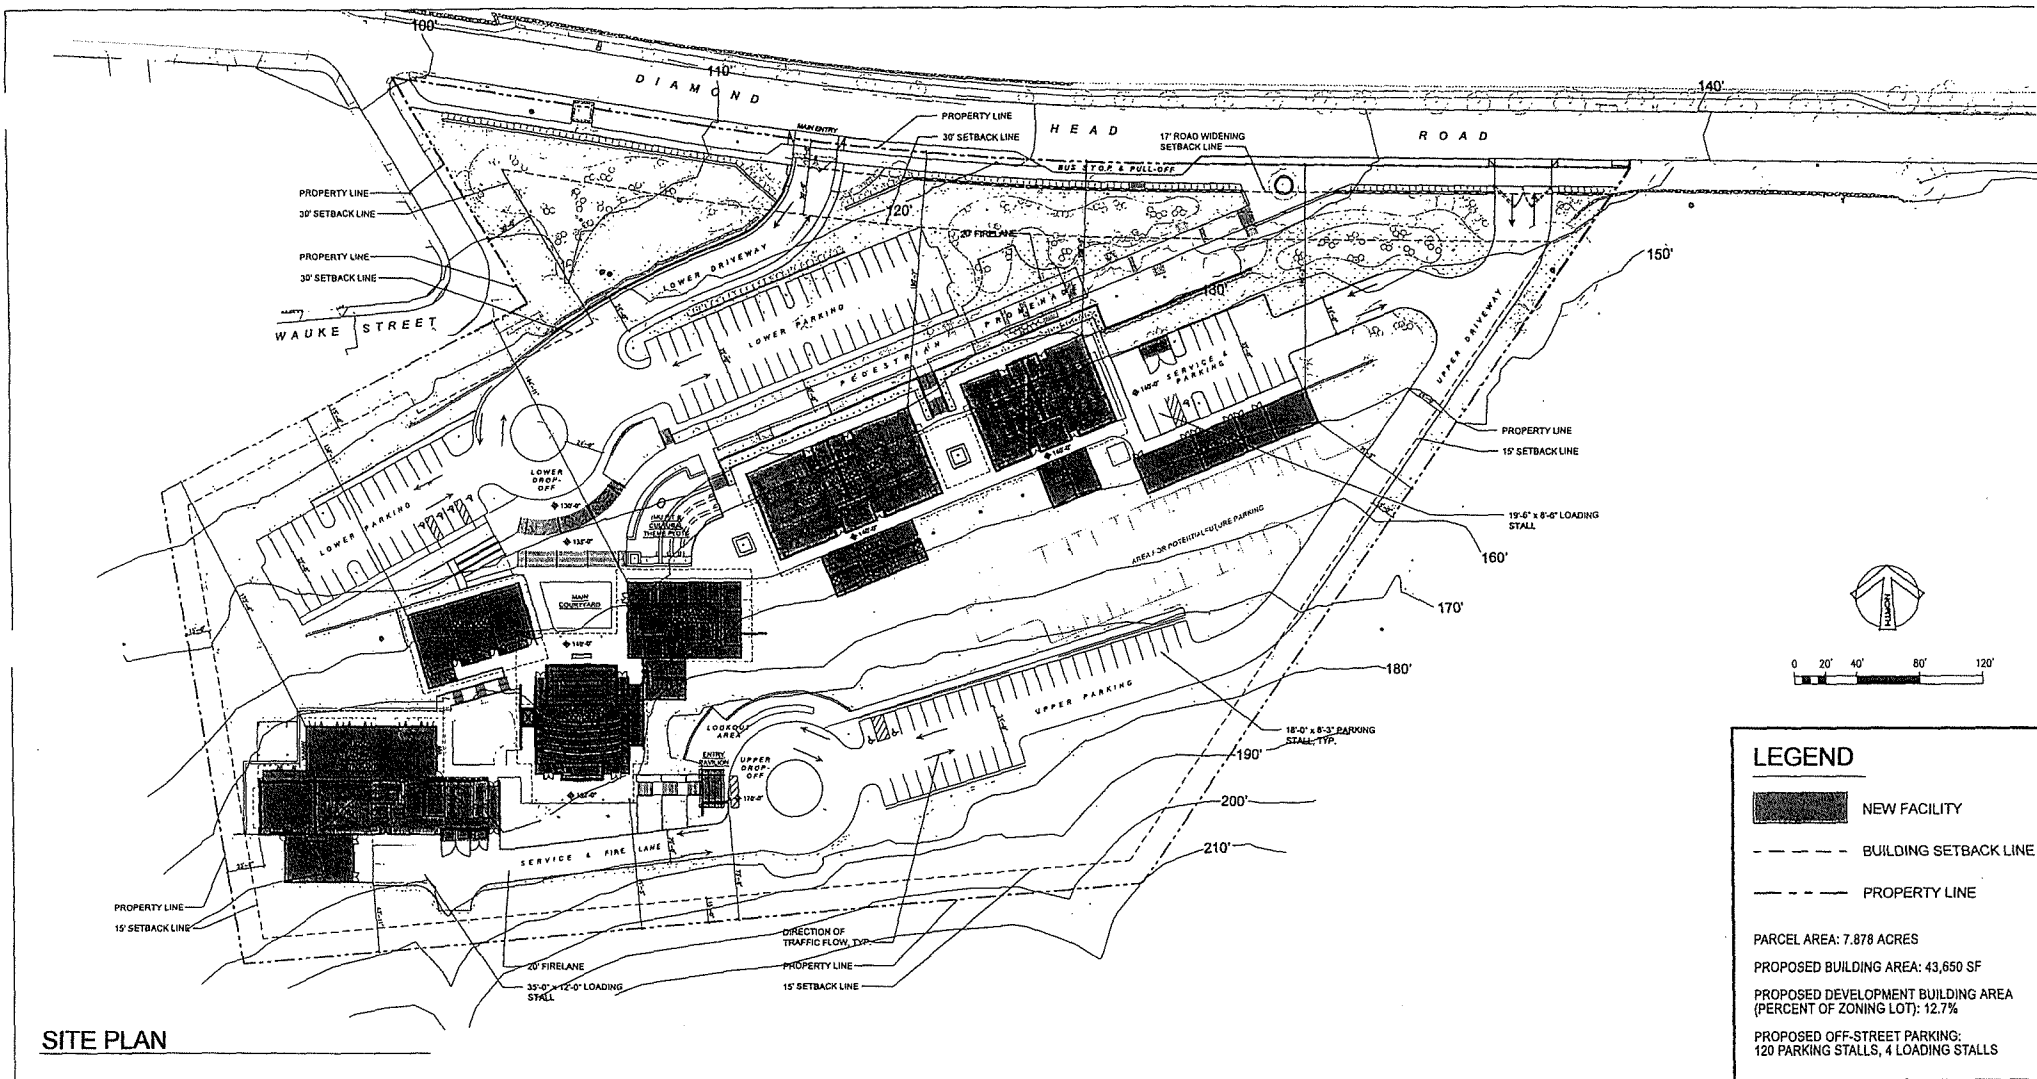 100'
DIAMOND
110'
HEAD
ROAD
140'
MAIN ENTRY
PROPERTY LINE
30' SETBACK LINE
17' ROAD WIDENING
SETBACK LINE
BUS STOP & PULL-OFF
PROPERTY LINE
30' SETBACK LINE
120'
20' FIRELANE
PROPERTY LINE
30' SETBACK LINE
LOWER DRIVEWAY
150'
WAUKE STREET
LOWER PARKING
PEDESTRIAN PROMENADE
130'
SERVICE &
PARKING
UPPER DRIVEWAY
PROPERTY LINE
15' SETBACK LINE
LOWER
DROP-
OFF
LOWER PARKING
19'-6" x 8'-6" LOADING
STALL
160'
AREA FOR POTENTIAL FUTURE PARKING
MAIN
COURTYARD
170'
NORTH
0 20' 40' 80' 120'
180'
UPPER PARKING
LOOKOUT
AREA
ENTRY
PAVILION
UPPER
DROP-
OFF
18'-0" x 8'-3" PARKING
STALL, TYP.
190'
200'
210'
SERVICE & FIRE LANE
PROPERTY LINE
15' SETBACK LINE
DIRECTION OF
TRAFFIC FLOW, TYP.
PROPERTY LINE
15' SETBACK LINE
20' FIRELANE
35'-0" x 12'-0" LOADING
STALL
SITE PLAN
LEGEND
NEW FACILITY
BUILDING SETBACK LINE
PROPERTY LINE
PARCEL AREA: 7.878 ACRES
PROPOSED BUILDING AREA: 43,650 SF
PROPOSED DEVELOPMENT BUILDING AREA
(PERCENT OF ZONING LOT): 12.7%
PROPOSED OFF-STREET PARKING:
120 PARKING STALLS, 4 LOADING STALLS